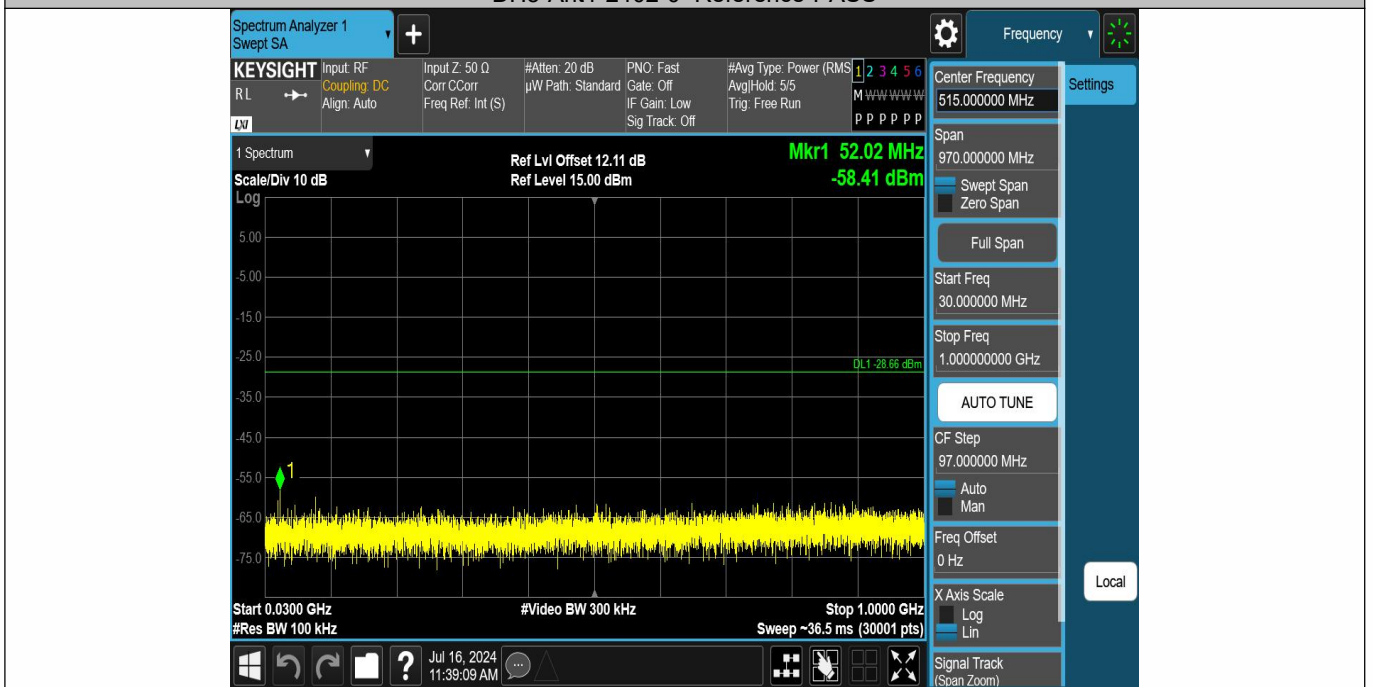 Spectrum Analyzer 1
Swept SA
Frequency
KEYSIGHT
RL
LXI
Input: RF
Coupling: DC
Align: Auto
Input Z: 50 Ω
Corr CCorr
Freq Ref: Int (S)
#Atten: 20 dB
µW Path: Standard
PNO: Fast
Gate: Off
IF Gain: Low
Sig Track: Off
#Avg Type: Power (RMS
Avg|Hold: 5/5
Trig: Free Run
1 2 3 4 5 6
M W W W W W
P P P P P P
1 Spectrum
Scale/Div 10 dB
Log
Ref Lvl Offset 12.11 dB
Ref Level 15.00 dBm
Mkr1 52.02 MHz
-58.41 dBm
5.00
-5.00
-15.0
-25.0
DL1 -28.66 dBm
-35.0
-45.0
-55.0
1
-65.0
-75.0
Start 0.0300 GHz
#Video BW 300 kHz
Stop 1.0000 GHz
#Res BW 100 kHz
Sweep ~36.5 ms (30001 pts)
Jul 16, 2024
11:39:09 AM
?
Center Frequency
515.000000 MHz
Settings
Span
970.000000 MHz
Swept Span
Zero Span
Full Span
Start Freq
30.000000 MHz
Stop Freq
1.000000000 GHz
AUTO TUNE
CF Step
97.000000 MHz
Auto
Man
Freq Offset
0 Hz
Local
X Axis Scale
Log
Lin
Signal Track
(Span Zoom)